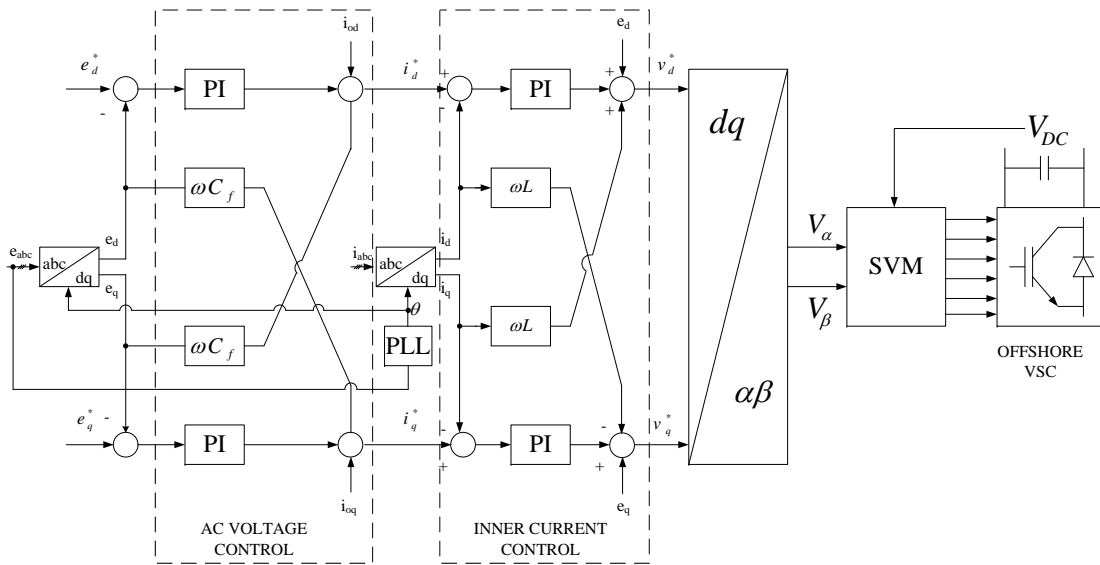 i_od
e_d
e_d^*
PI
i_d^*
+
-
PI
+
+
v_d^*
-
ωC_f
ωL
dq
V_DC
e_abc
abc
dq
e_d
e_q
i_abc
abc
dq
i_d
i_q
θ
PLL
V_α
V_β
SVM
ωC_f
ωL
αβ
OFFSHORE
VSC
e_q^*
-
PI
i_q^*
-
+
PI
-
+
v_q^*
i_oq
e_q
AC VOLTAGE
CONTROL
INNER CURRENT
CONTROL